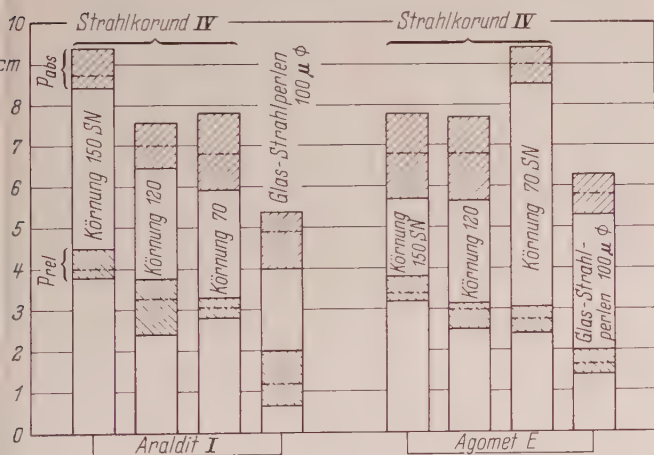 10
cm
8
7
6
5
4
3
2
1
0
Strahlkorund IV
Pabs
Prel
Körnung 150 SN
Körnung 120
Körnung 70
Glas-Strahlperlen
100 μ Φ
Strahlkorund IV
Körnung
150 SN
Körnung 120
Körnung 70 SN
Glas-Strahl-
perlen 100 μ Φ
Araldit I
Agomet E